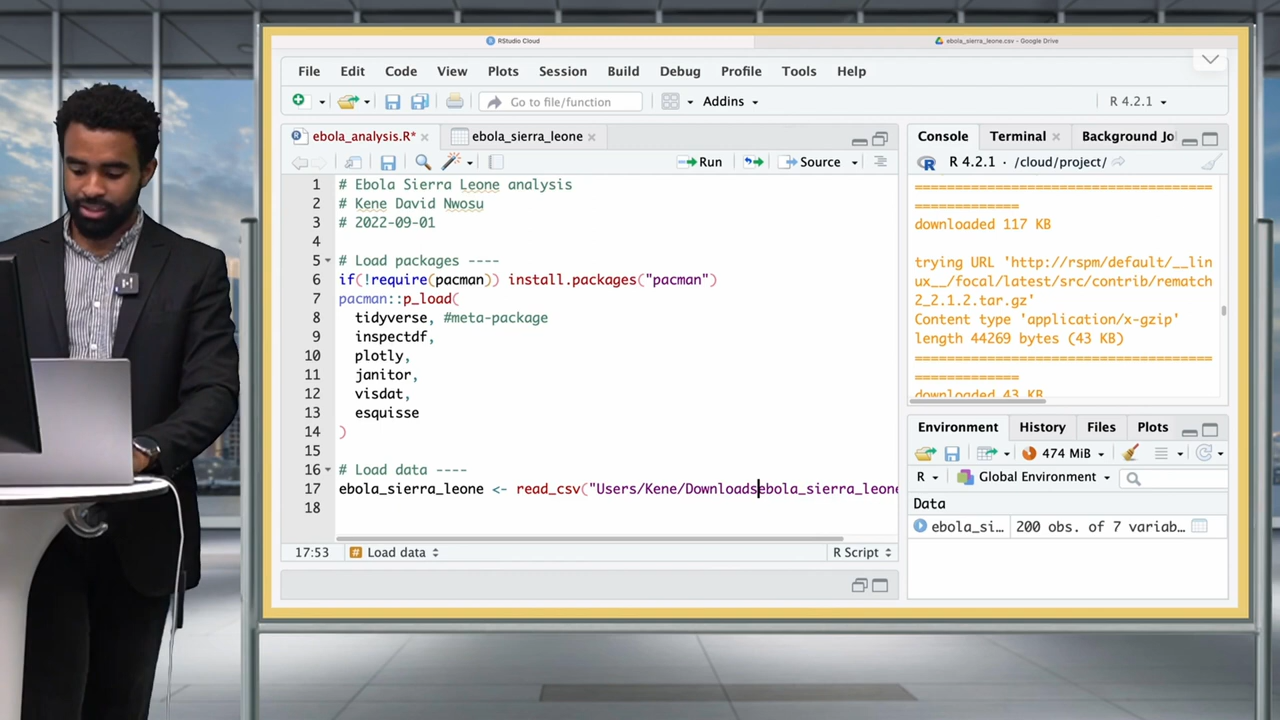 RStudio Cloud
ebola_sierra_leone.csv - Google Drive
File Edit Code View Plots Session Build Debug Profile Tools Help
Go to file/function
Addins
R 4.2.1
ebola_analysis.R*
ebola_sierra_leone
Run
Source
1 # Ebola Sierra Leone analysis
2 # Kene David Nwosu
3 # 2022-09-01
4
5 # Load packages ----
6 if(!require(pacman)) install.packages("pacman")
7 pacman::p_load(
8 tidyverse, #meta-package
9 inspectdf,
10 plotly,
11 janitor,
12 visdat,
13 esquisse
14 )
15
16 # Load data ----
17 ebola_sierra_leone <- read_csv("Users/Kene/Downloadsebola_sierra_leone
18
17:53
# Load data
R Script
Console Terminal Background Jo
R 4.2.1 · /cloud/project/
=====================================
=============
downloaded 117 KB
trying URL 'http://rspm/default/__lin
ux__/focal/latest/src/contrib/rematch
2_2.1.2.tar.gz'
Content type 'application/x-gzip'
length 44269 bytes (43 KB)
=====================================
=============
downloaded 43 KB
Environment History Files Plots
474 MiB
R
Global Environment
Data
ebola_si... 200 obs. of 7 variab...